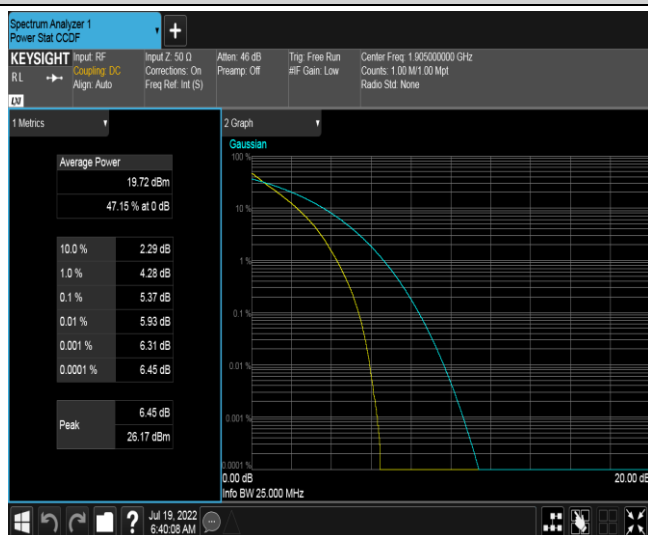 Spectrum Analyzer 1
Power Stat CCDF
+
KEYSIGHT
RL
LXI
Input: RF
Coupling: DC
Align: Auto
Input Z: 50 Ω
Corrections: On
Freq Ref: Int (S)
Atten: 46 dB
Preamp: Off
Trig: Free Run
#IF Gain: Low
Center Freq: 1.905000000 GHz
Counts: 1.00 M/1.00 Mpt
Radio Std: None
1 Metrics
Average Power
19.72 dBm
47.15 % at 0 dB
10.0 % 2.29 dB
1.0 % 4.28 dB
0.1 % 5.37 dB
0.01 % 5.93 dB
0.001 % 6.31 dB
0.0001 % 6.45 dB
Peak
6.45 dB
26.17 dBm
2 Graph
Gaussian
100 %
10 %
1 %
0.1 %
0.01 %
0.001 %
0.0001 %
0.00 dB 20.00 dB
Info BW 25.000 MHz
?
Jul 19, 2022
6:40:08 AM